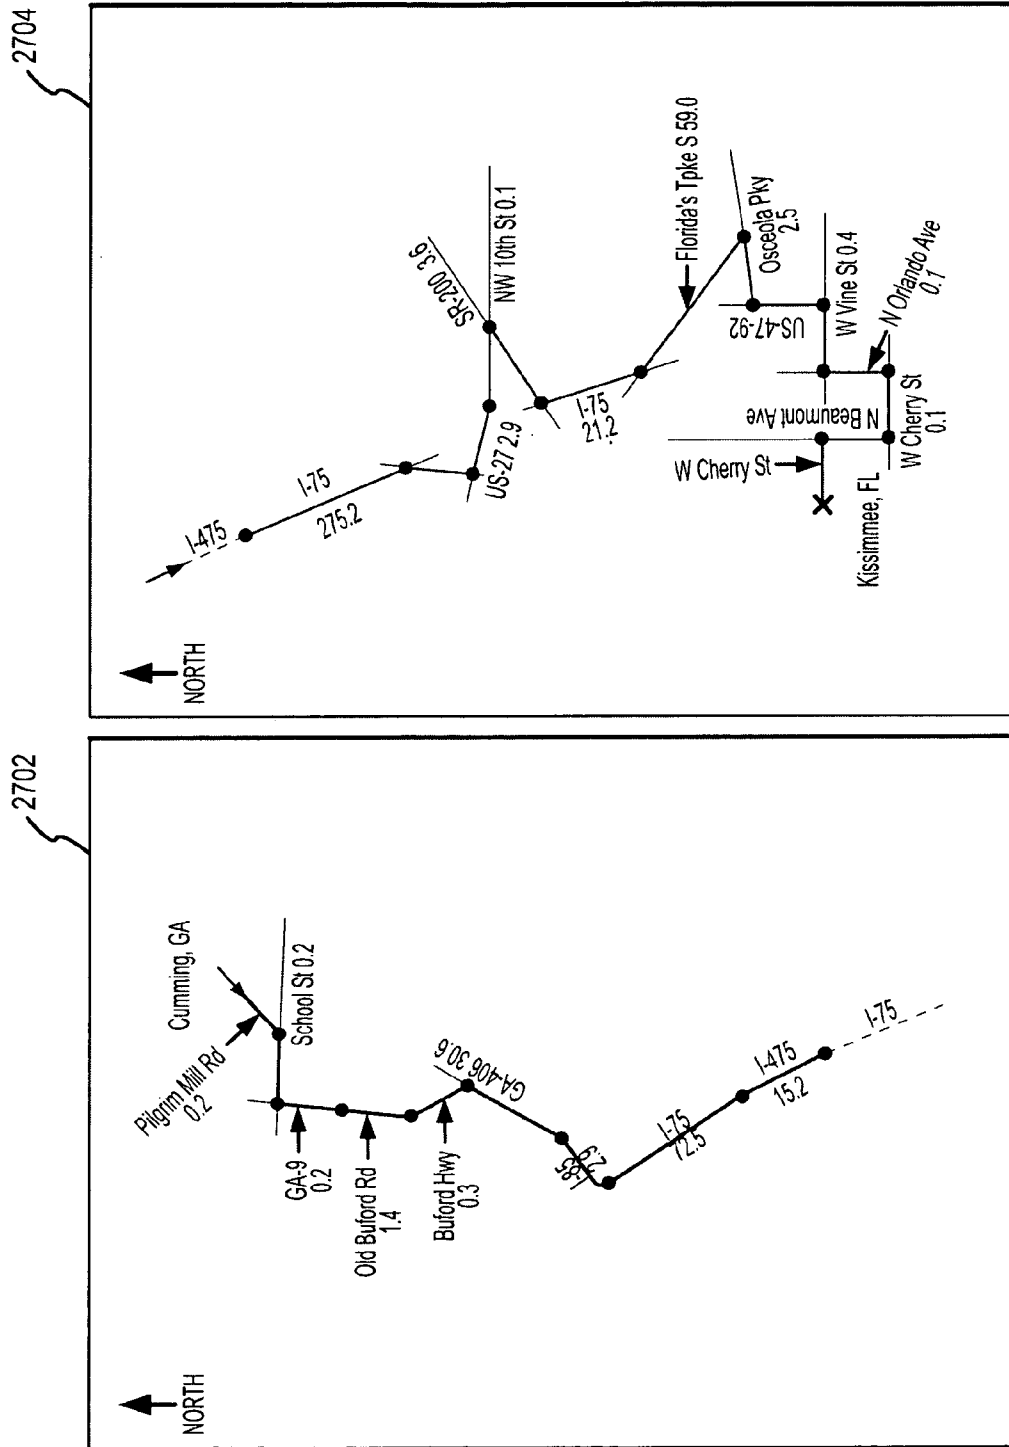 2702
NORTH
Cumming, GA
Pilgrim Mill Rd
0.2
School St 0.2
GA-9
0.2
Old Buford Rd
1.4
Buford Hwy
0.3
GA-406 30.6
I-85
2.9
I-75
72.5
I-475
15.2
I-75
2704
NORTH
I-475
I-75
275.2
US-27 2.9
NW 10th St 0.1
SR-200 3.6
I-75
21.2
Florida's Tpke S 59.0
Osceola Pky
2.5
US-47-92
W Vine St 0.4
N Orlando Ave
0.1
W Cherry St
0.1
N Beaumont Ave
W Cherry St
Kissimmee, FL